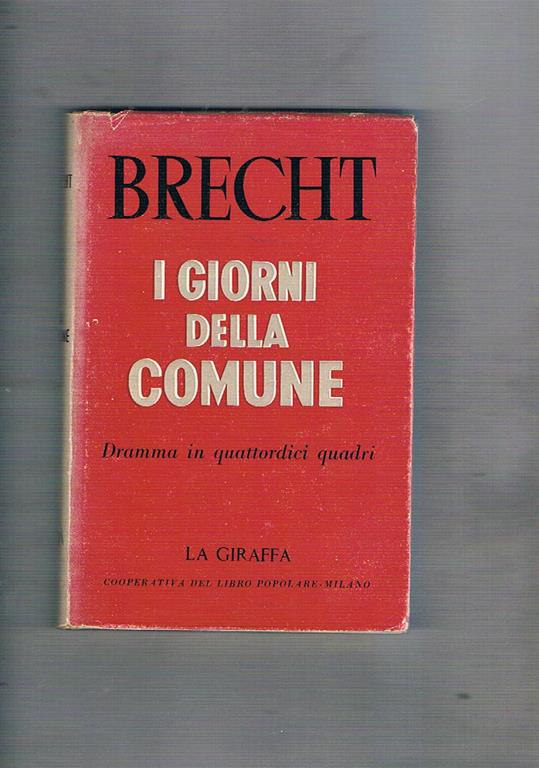 BRECHT
I GIORNI
DELLA
COMUNE
Dramma in quattordici quadri
LA GIRAFFA
COOPERATIVA DEL LIBRO POPOLARE-MILANO